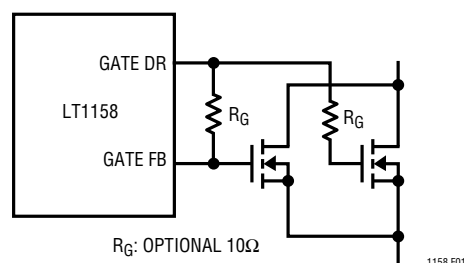 GATE DR
LT1158
R_G
R_G
GATE FB
R_G: OPTIONAL 10Ω
1158 F01